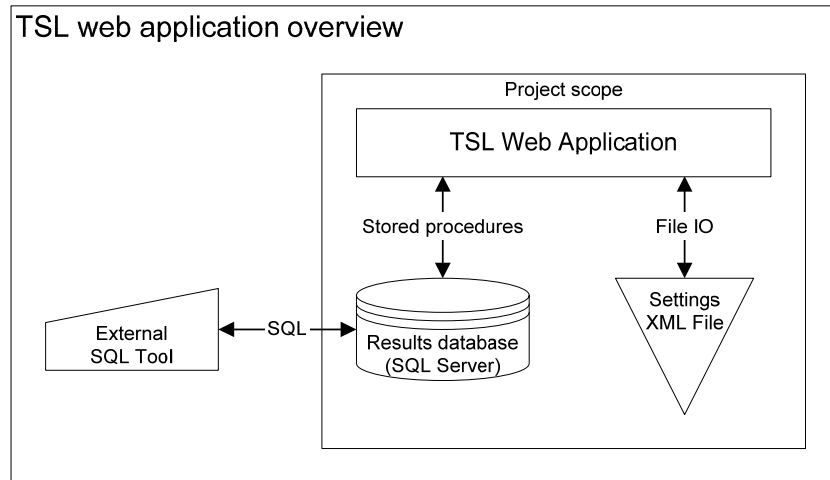 TSL web application overview
Project scope
TSL Web Application
Stored procedures
File IO
External
SQL Tool
SQL
Results database
(SQL Server)
Settings
XML File